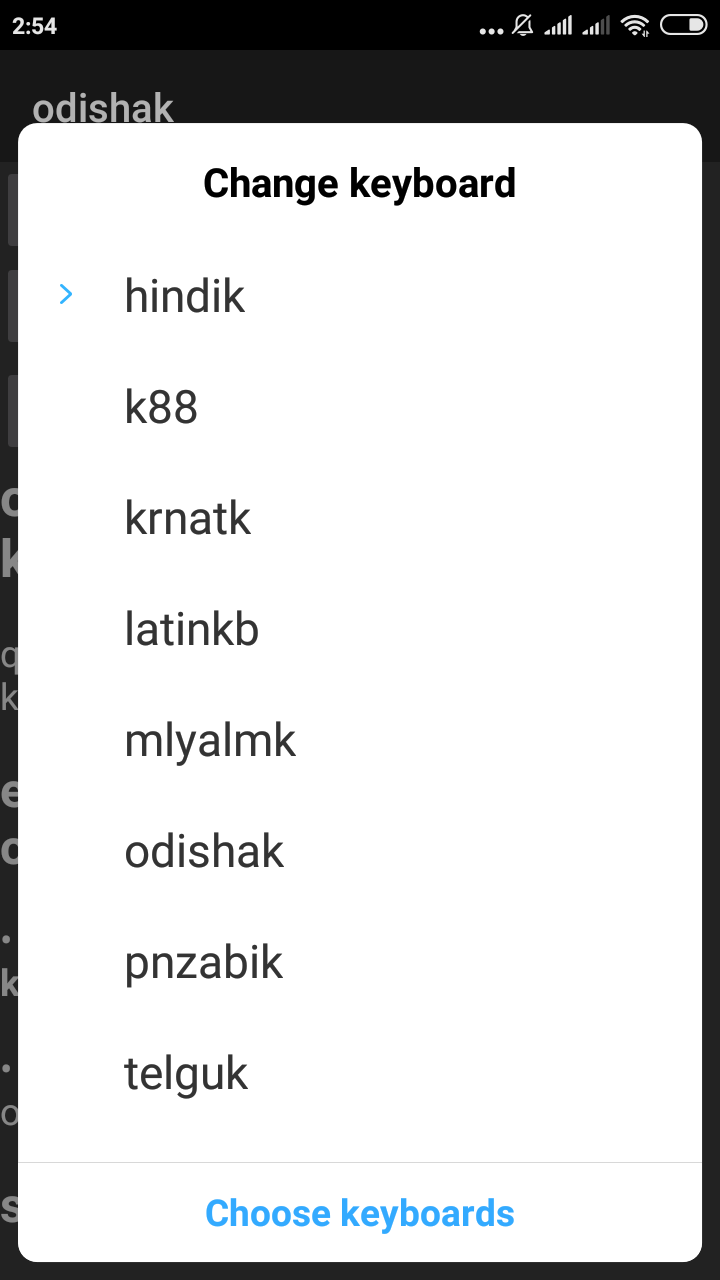 2:54
odishak
Change keyboard
hindik
k88
krnatk
latinkb
mlyalmk
odishak
pnzabik
telguk
Choose keyboards